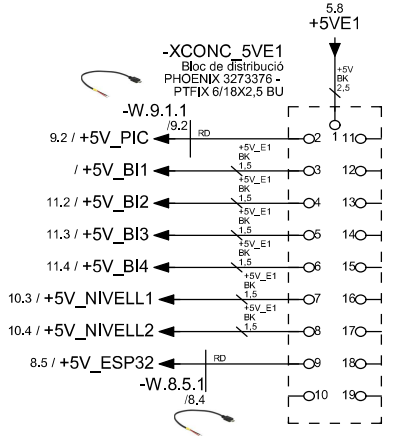 5.8
+5VE1
-XCONC_5VE1
Bloc de distribució
PHOENIX 3273376 -
PTFIX 6/18X2,5 BU
+5V
BK
2,5
-W.9.1.1
/9.2
9.2 / +5V_PIC RD 2 1 11
+5V_E1
BK
/ +5V_BI1 1,5 3 12
+5V_E1
BK
11.2 / +5V_BI2 1,5 4 13
+5V_E1
BK
11.3 / +5V_BI3 1,5 5 14
+5V_E1
BK
11.4 / +5V_BI4 1,5 6 15
+5V_E1
BK
10.3 / +5V_NIVELL1 1,5 7 16
+5V_E1
BK
10.4 / +5V_NIVELL2 1,5 8 17
8.5 / +5V_ESP32 RD 9 18
-W.8.5.1
/8.4
10 19